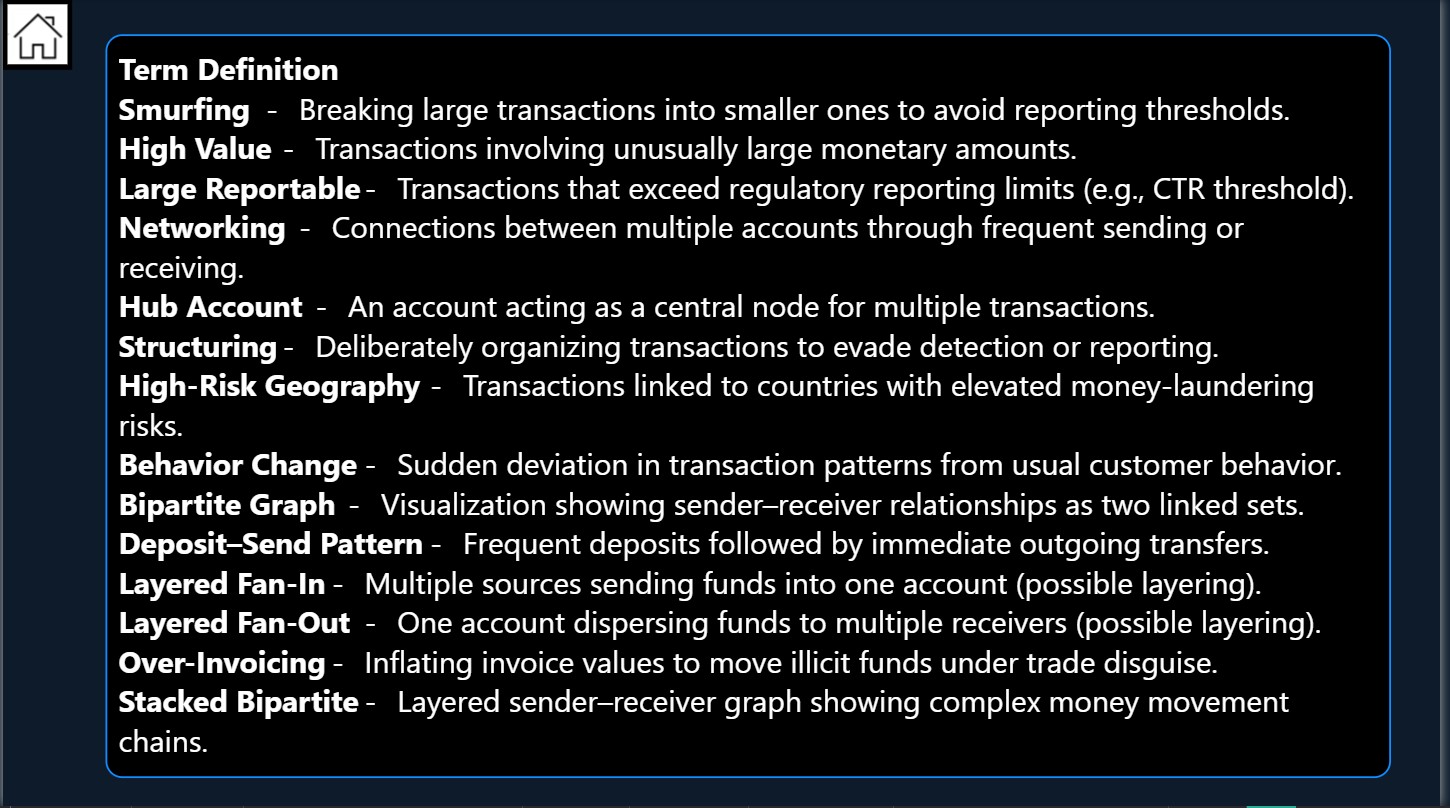 Term Definition
Smurfing - Breaking large transactions into smaller ones to avoid reporting thresholds.
High Value - Transactions involving unusually large monetary amounts.
Large Reportable - Transactions that exceed regulatory reporting limits (e.g., CTR threshold).
Networking - Connections between multiple accounts through frequent sending or
receiving.
Hub Account - An account acting as a central node for multiple transactions.
Structuring - Deliberately organizing transactions to evade detection or reporting.
High-Risk Geography - Transactions linked to countries with elevated money-laundering
risks.
Behavior Change - Sudden deviation in transaction patterns from usual customer behavior.
Bipartite Graph - Visualization showing sender–receiver relationships as two linked sets.
Deposit–Send Pattern - Frequent deposits followed by immediate outgoing transfers.
Layered Fan-In - Multiple sources sending funds into one account (possible layering).
Layered Fan-Out - One account dispersing funds to multiple receivers (possible layering).
Over-Invoicing - Inflating invoice values to move illicit funds under trade disguise.
Stacked Bipartite - Layered sender–receiver graph showing complex money movement
chains.